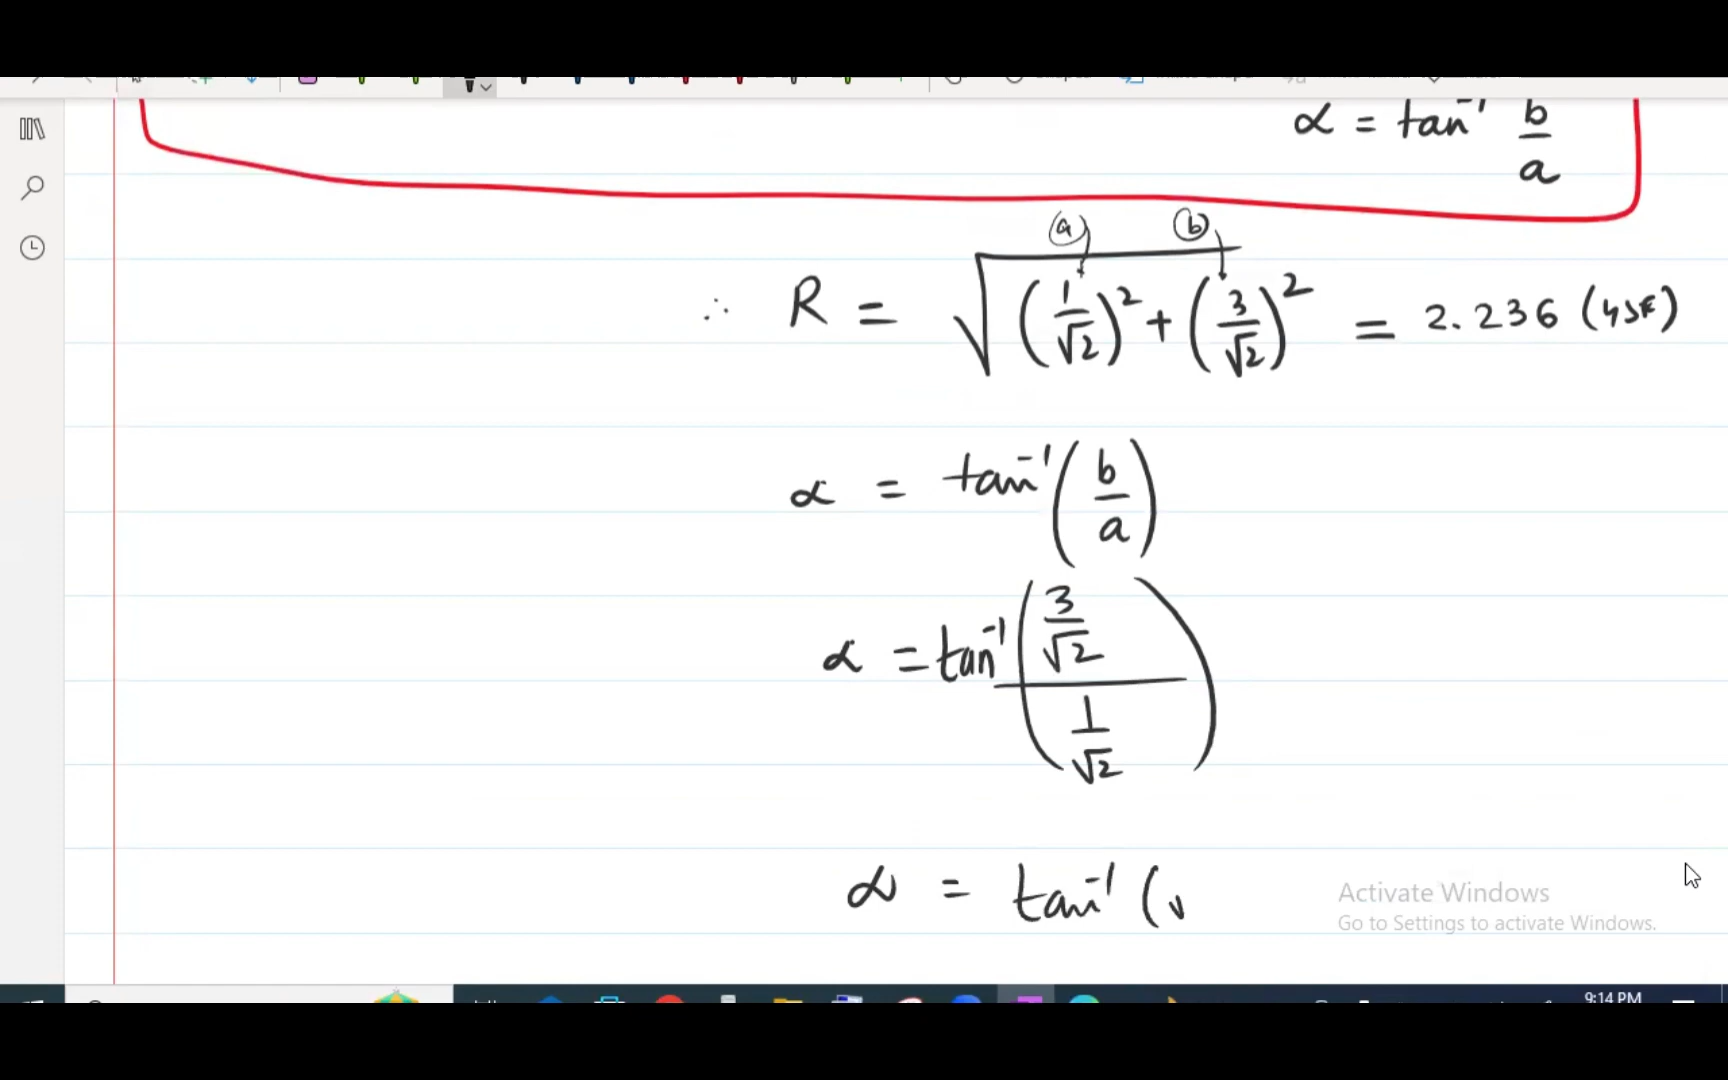 α = tan⁻¹ b/a
(a) (b)
∴ R = √((1/√2)² + (3/√2)²) = 2.236 (4sf)
α = tan⁻¹(b/a)
α = tan⁻¹((3/√2)/(1/√2))
α = tan⁻¹ (√
Activate Windows
Go to Settings to activate Windows.
9:14 PM